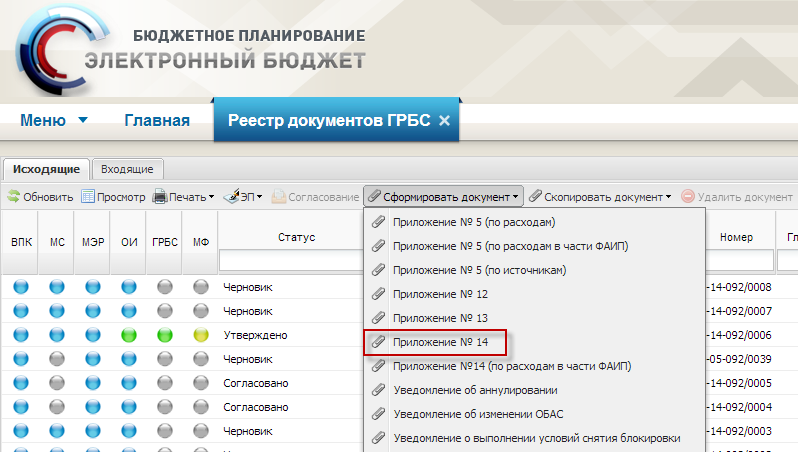 БЮДЖЕТНОЕ ПЛАНИРОВАНИЕ
ЭЛЕКТРОННЫЙ БЮДЖЕТ
Меню Главная Реестр документов ГРБС
Исходящие Входящие
Обновить Просмотр Печать ЭП Согласование Сформировать документ Скопировать документ Удалить документ
ВПК МС МЭР ОИ ГРБС МФ Статус Номер Гл
Приложение № 5 (по расходам)
Приложение № 5 (по расходам в части ФАИП)
Приложение № 5 (по источникам)
Черновик Приложение № 12 -14-092/0008
Черновик Приложение № 13 -14-092/0007
Утверждено Приложение № 14 -14-092/0006
Черновик Приложение №14 (по расходам в части ФАИП) -05-092/0039
Согласовано Уведомление об аннулировании -14-092/0005
Согласовано Уведомление об изменении ОБАС -14-092/0004
Черновик Уведомление о выполнении условий снятия блокировки -14-092/0003